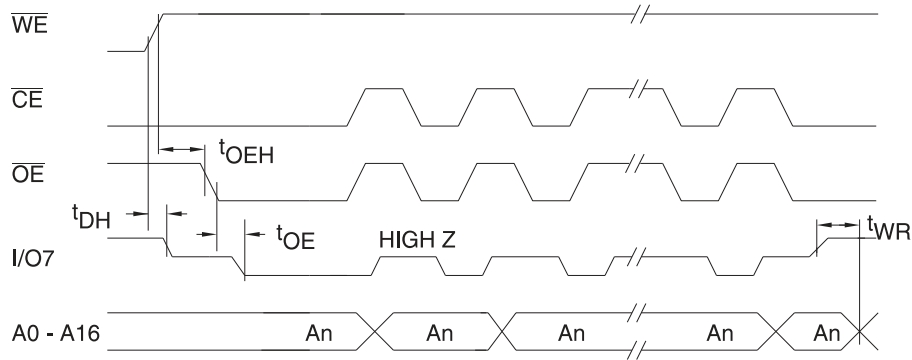 WE
CE
tOEH
OE
tDH
tOE
HIGH Z
tWR
I/O7
A0 - A16
An An An An An